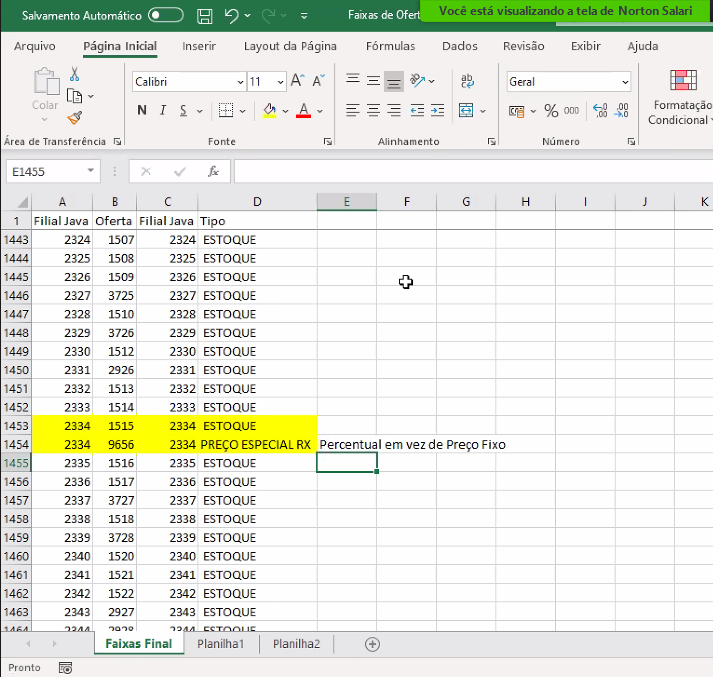 Salvamento Automático
Faixas de Ofert
Você está visualizando a tela de Norton Salari
Arquivo Página Inicial Inserir Layout da Página Fórmulas Dados Revisão Exibir Ajuda
Colar
Calibri 11
N I S
ab
Geral
% 000
Formatação
Condicional
Área de Transferência Fonte Alinhamento Número
E1455 fx
A B C D E F G H I J K
1 Filial Java Oferta Filial Java Tipo
1443 2324 1507 2324 ESTOQUE
1444 2325 1508 2325 ESTOQUE
1445 2326 1509 2326 ESTOQUE
1446 2327 3725 2327 ESTOQUE
1447 2328 1510 2328 ESTOQUE
1448 2329 3726 2329 ESTOQUE
1449 2330 1512 2330 ESTOQUE
1450 2331 2926 2331 ESTOQUE
1451 2332 1513 2332 ESTOQUE
1452 2333 1514 2333 ESTOQUE
1453 2334 1515 2334 ESTOQUE
1454 2334 9656 2334 PREÇO ESPECIAL RX Percentual em vez de Preço Fixo
1455 2335 1516 2335 ESTOQUE
1456 2336 1517 2336 ESTOQUE
1457 2337 3727 2337 ESTOQUE
1458 2338 1518 2338 ESTOQUE
1459 2339 3728 2339 ESTOQUE
1460 2340 1520 2340 ESTOQUE
1461 2341 1521 2341 ESTOQUE
1462 2342 1522 2342 ESTOQUE
1463 2343 2927 2343 ESTOQUE
1464 2344 2928 2344 ESTOQUE
Faixas Final Planilha1 Planilha2
Pronto